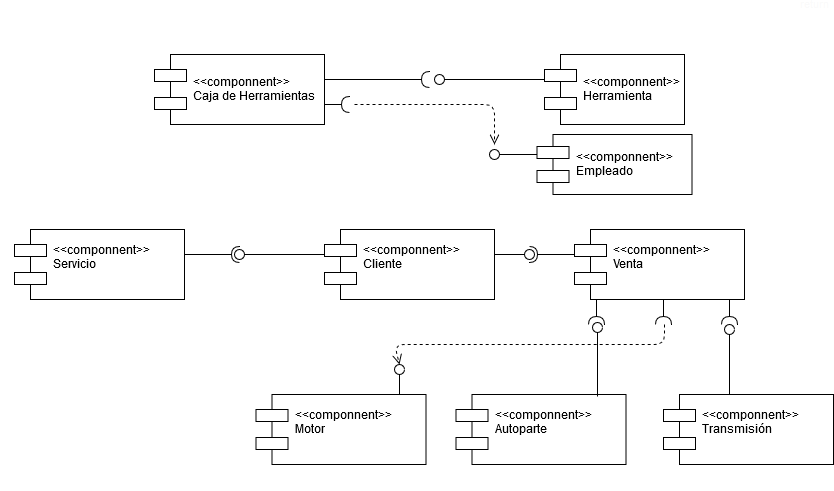 <<componnent>>
Caja de Herramientas
<<componnent>>
Herramienta
<<componnent>>
Empleado
<<componnent>>
Servicio
<<componnent>>
Cliente
<<componnent>>
Venta
<<componnent>>
Motor
<<componnent>>
Autoparte
<<componnent>>
Transmisión